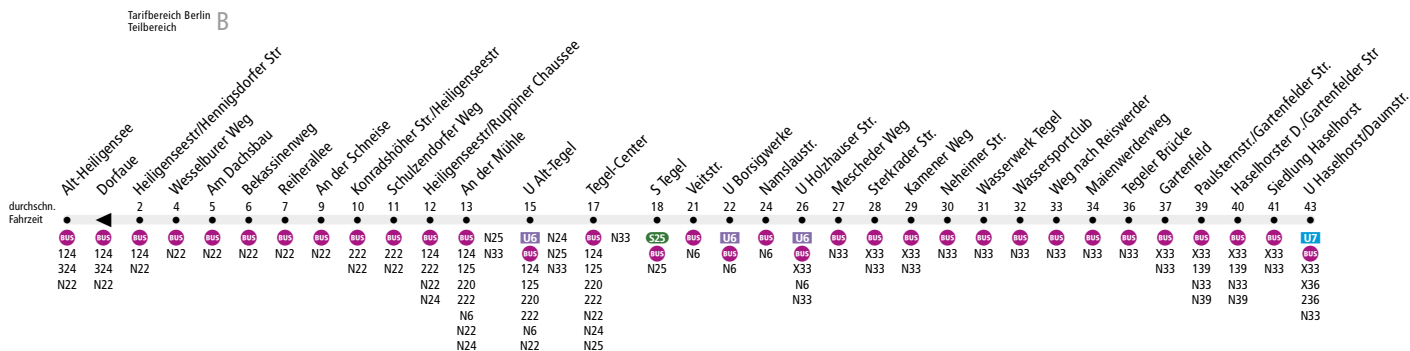 Tarifbereich Berlin
Teilbereich
B
Alt-Heiligensee
Dorfaue
Heiligenseestr/Hennigsdorfer Str
Wesselburer Weg
Am Dachsbau
Bekassinenweg
Reiherallee
An der Schneise
Konradshöher Str./Heiligenseestr
Schulzendorfer Weg
Heiligenseestr/Ruppiner Chaussee
An der Mühle
U Alt-Tegel
Tegel-Center
S Tegel
Veitstr.
U Borsigwerke
Namslaustr.
U Holzhauser Str.
Mescheder Weg
Sterkrader Str.
Kamener Weg
Neheimer Str.
Wasserwerk Tegel
Wassersportclub
Weg nach Reiswerder
Maienwerderweg
Tegeler Brücke
Gartenfeld
Paulsternstr./Gartenfelder Str.
Haselhorster D./Gartenfelder Str
Siedlung Haselhorst
U Haselhorst/Daumstr.
durchschn. 2 4 5 6 7 9 10 11 12 13 15 17 18 21 22 24 26 27 28 29 30 31 32 33 34 36 37 39 40 41 43
Fahrzeit
BUS BUS BUS BUS BUS BUS BUS BUS BUS BUS BUS BUS N25 U6 N24 BUS N33 S25 BUS U6 BUS U6 BUS BUS BUS BUS BUS BUS BUS BUS BUS BUS BUS BUS BUS U7
124 124 124 N22 N22 N22 N22 N22 222 222 124 124 N33 BUS N25 124 BUS N6 BUS N6 BUS N33 X33 X33 N33 N33 N33 N33 N33 N33 X33 X33 X33 X33 BUS
324 324 N22 N22 N22 222 125 124 N33 125 N25 N6 X33 N33 N33 N33 139 139 N33 X36
N22 N22 N22 220 125 220 N6 N33 N33 236
N24 222 220 222 N33 N39 N39 N33
N6 222 N22
N22 N6 N24
N24 N22 N25